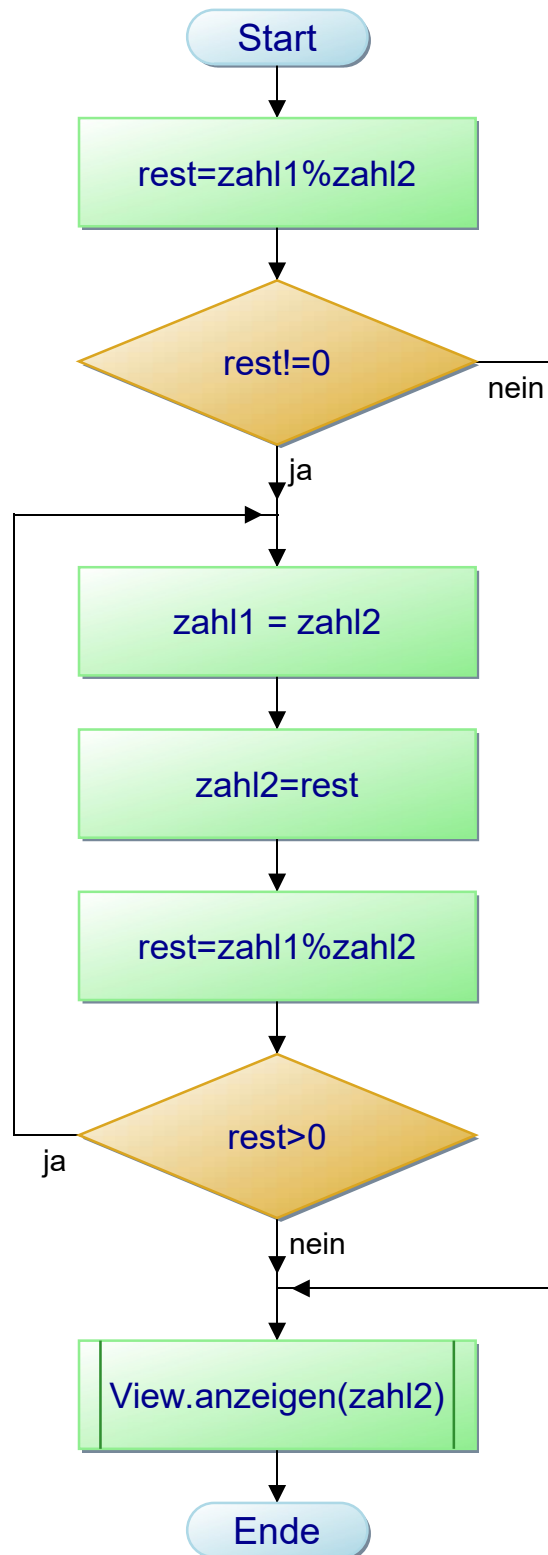 Start
rest=zahl1%zahl2
rest!=0
nein
ja
zahl1 = zahl2
zahl2=rest
rest=zahl1%zahl2
rest>0
ja
nein
View.anzeigen(zahl2)
Ende